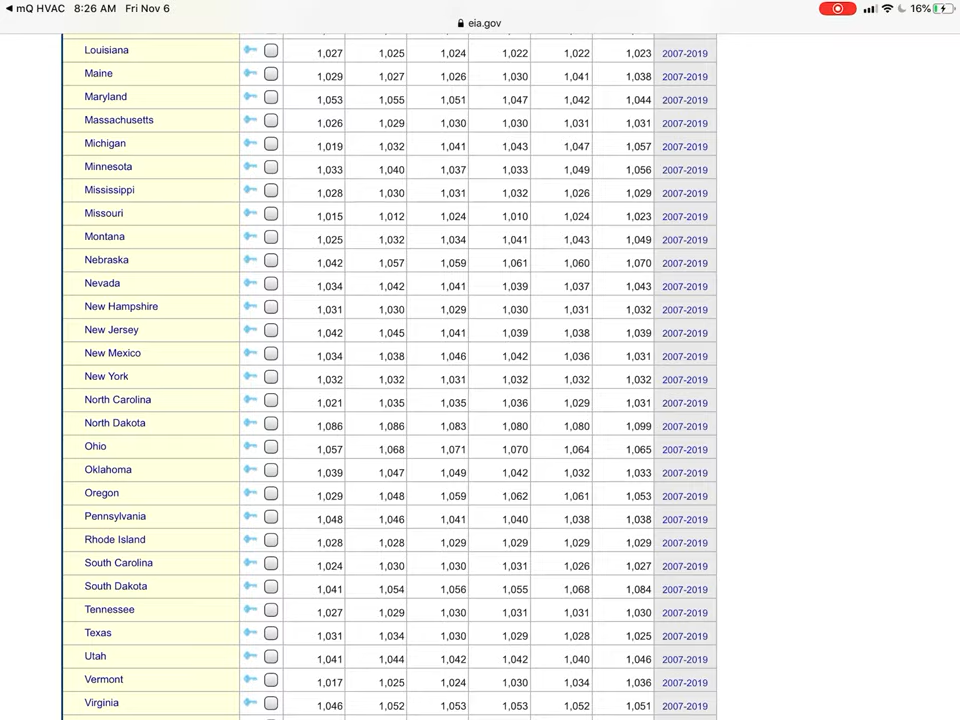 mQ HVAC 8:26 AM Fri Nov 6 16%
eia.gov
Louisiana 1,027 1,025 1,024 1,022 1,022 1,023 2007-2019
Maine 1,029 1,027 1,026 1,030 1,041 1,038 2007-2019
Maryland 1,053 1,055 1,051 1,047 1,042 1,044 2007-2019
Massachusetts 1,026 1,029 1,030 1,030 1,031 1,031 2007-2019
Michigan 1,019 1,032 1,041 1,043 1,047 1,057 2007-2019
Minnesota 1,033 1,040 1,037 1,033 1,049 1,056 2007-2019
Mississippi 1,028 1,030 1,031 1,032 1,026 1,029 2007-2019
Missouri 1,015 1,012 1,024 1,010 1,024 1,023 2007-2019
Montana 1,025 1,032 1,034 1,041 1,043 1,049 2007-2019
Nebraska 1,042 1,057 1,059 1,061 1,060 1,070 2007-2019
Nevada 1,034 1,042 1,041 1,039 1,037 1,043 2007-2019
New Hampshire 1,031 1,030 1,029 1,030 1,031 1,032 2007-2019
New Jersey 1,042 1,045 1,041 1,039 1,038 1,039 2007-2019
New Mexico 1,034 1,038 1,046 1,042 1,036 1,031 2007-2019
New York 1,032 1,032 1,031 1,032 1,032 1,032 2007-2019
North Carolina 1,021 1,035 1,035 1,036 1,029 1,031 2007-2019
North Dakota 1,086 1,086 1,083 1,080 1,080 1,099 2007-2019
Ohio 1,057 1,068 1,071 1,070 1,064 1,065 2007-2019
Oklahoma 1,039 1,047 1,049 1,042 1,032 1,033 2007-2019
Oregon 1,029 1,048 1,059 1,062 1,061 1,053 2007-2019
Pennsylvania 1,048 1,046 1,041 1,040 1,038 1,038 2007-2019
Rhode Island 1,028 1,028 1,029 1,029 1,029 1,029 2007-2019
South Carolina 1,024 1,030 1,030 1,031 1,026 1,027 2007-2019
South Dakota 1,041 1,054 1,056 1,055 1,068 1,084 2007-2019
Tennessee 1,027 1,029 1,030 1,031 1,031 1,030 2007-2019
Texas 1,031 1,034 1,030 1,029 1,028 1,025 2007-2019
Utah 1,041 1,044 1,042 1,042 1,040 1,046 2007-2019
Vermont 1,017 1,025 1,024 1,030 1,034 1,036 2007-2019
Virginia 1,046 1,052 1,053 1,053 1,052 1,051 2007-2019